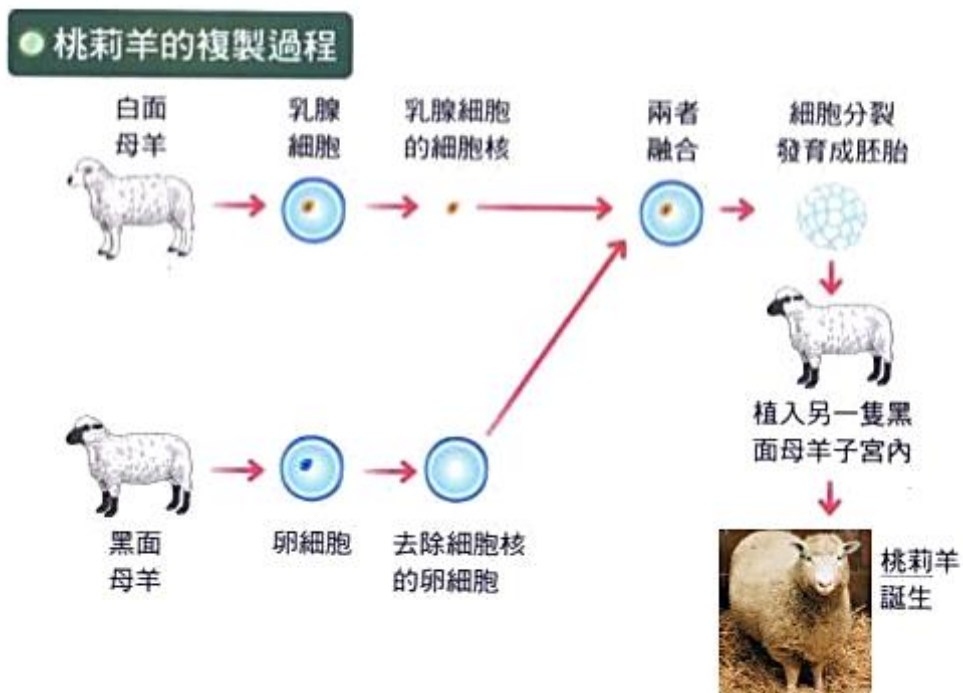 桃莉羊的複製過程
白面
母羊
乳腺
細胞
乳腺細胞
的細胞核
兩者
融合
細胞分裂
發育成胚胎
植入另一隻黑
面母羊子宮內
黑面
母羊
卵細胞
去除細胞核
的卵細胞
桃莉羊
誕生